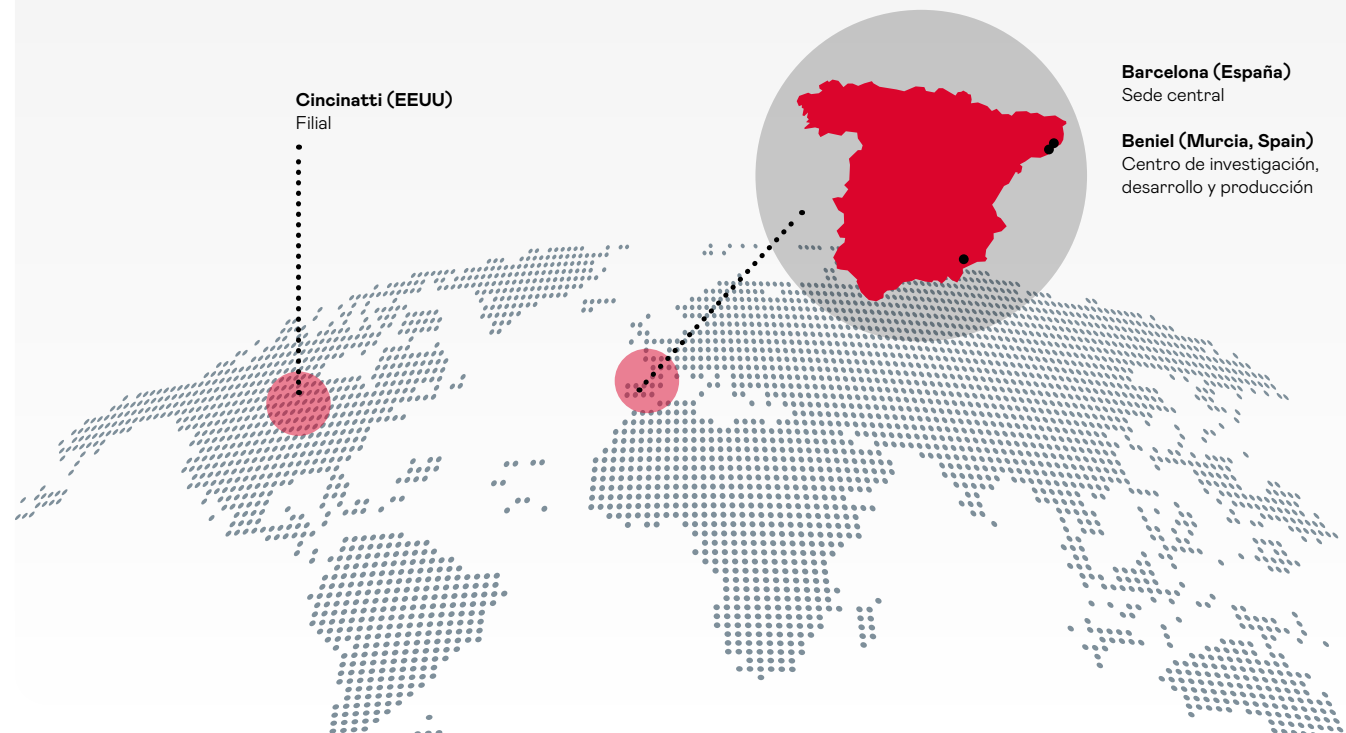 Cincinatti (EEUU)
Filial
Barcelona (España)
Sede central
Beniel (Murcia, Spain)
Centro de investigación,
desarrollo y producción